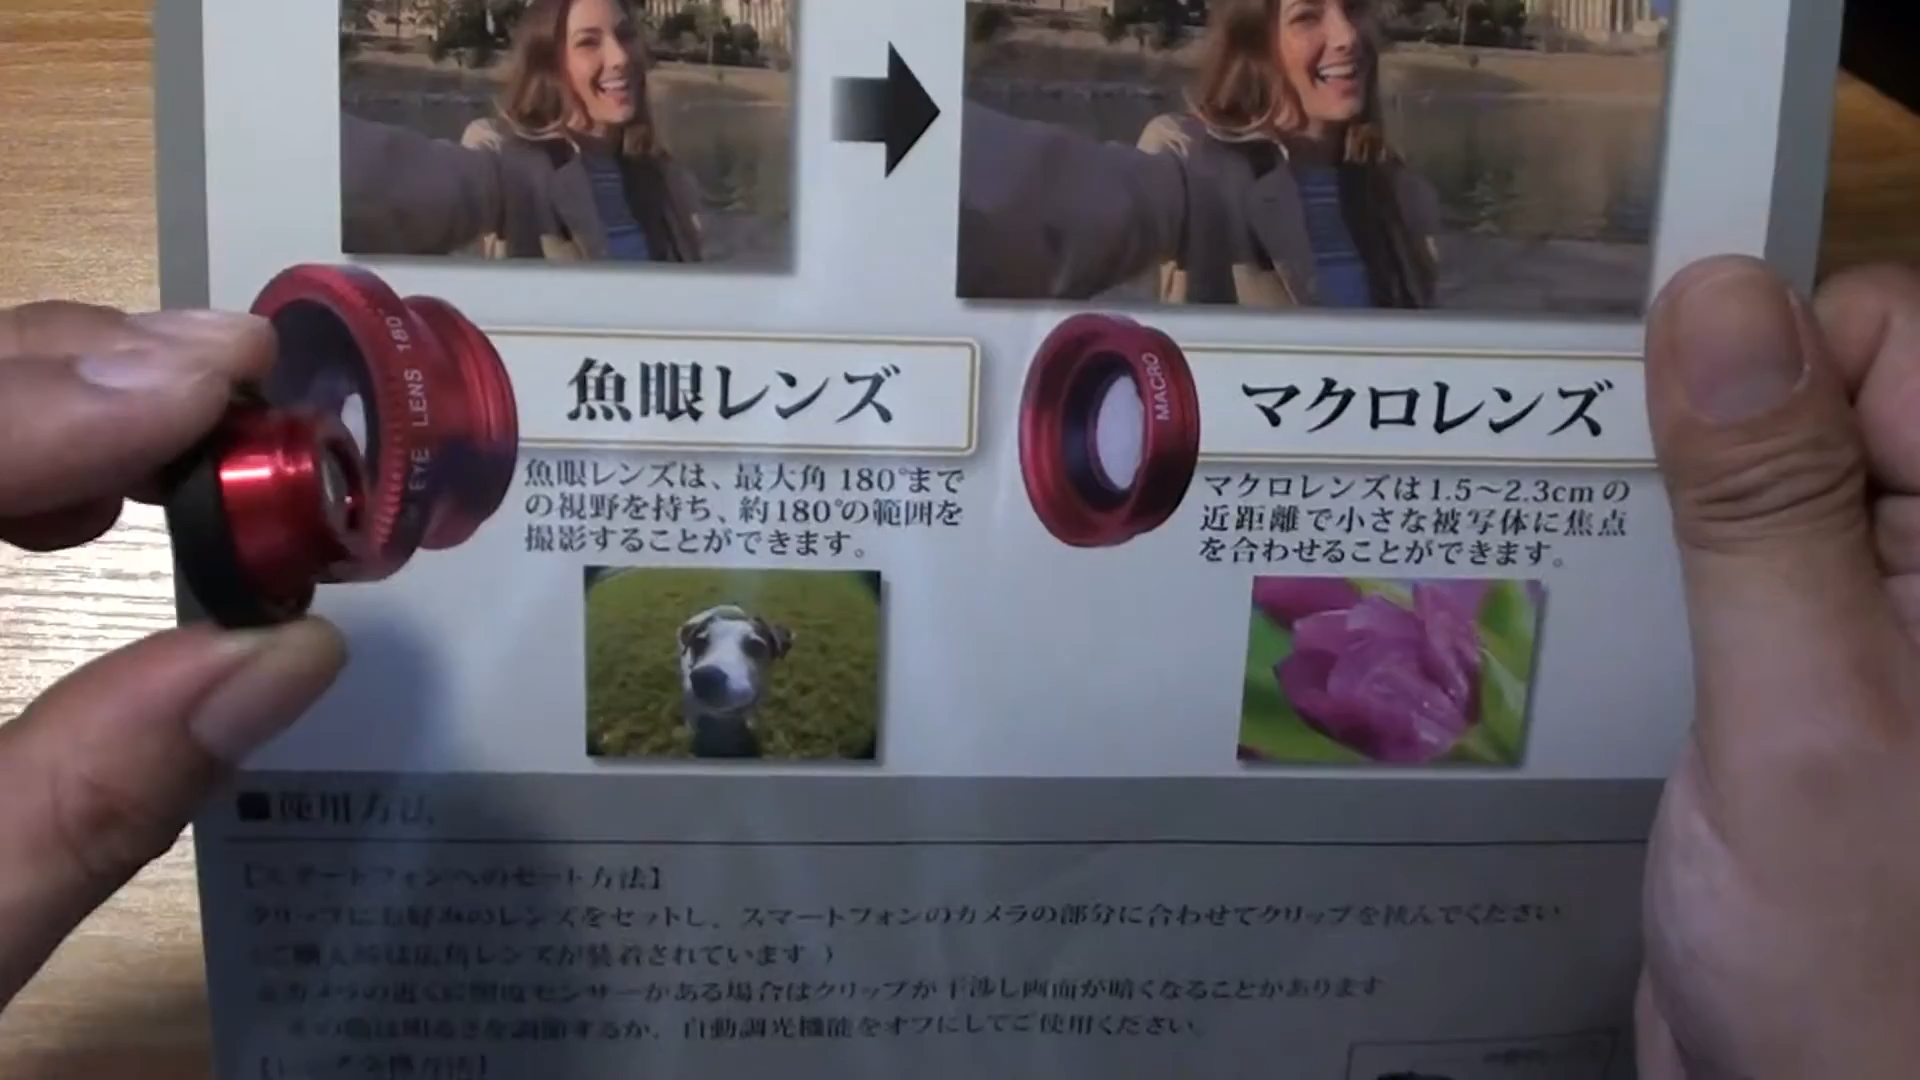 EYE LENS 180°
魚眼レンズ
魚眼レンズは、最大角180°まで
の視野を持ち、約180°の範囲を
撮影することができます。
MACRO
マクロレンズ
マクロレンズは1.5～2.3cmの
近距離で小さな被写体に焦点
を合わせることができます。
■使用方法
【スマートフォンへのセット方法】
クリップにお好みのレンズをセットし、スマートフォンのカメラの部分に合わせてクリップを挟んでください
(ご購入時は広角レンズが装着されています)
カメラの近くに照度センサーがある場合はクリップが干渉し画面が暗くなることがあります
その際は明るさを調節するか、自動調光機能をオフにしてご使用ください。